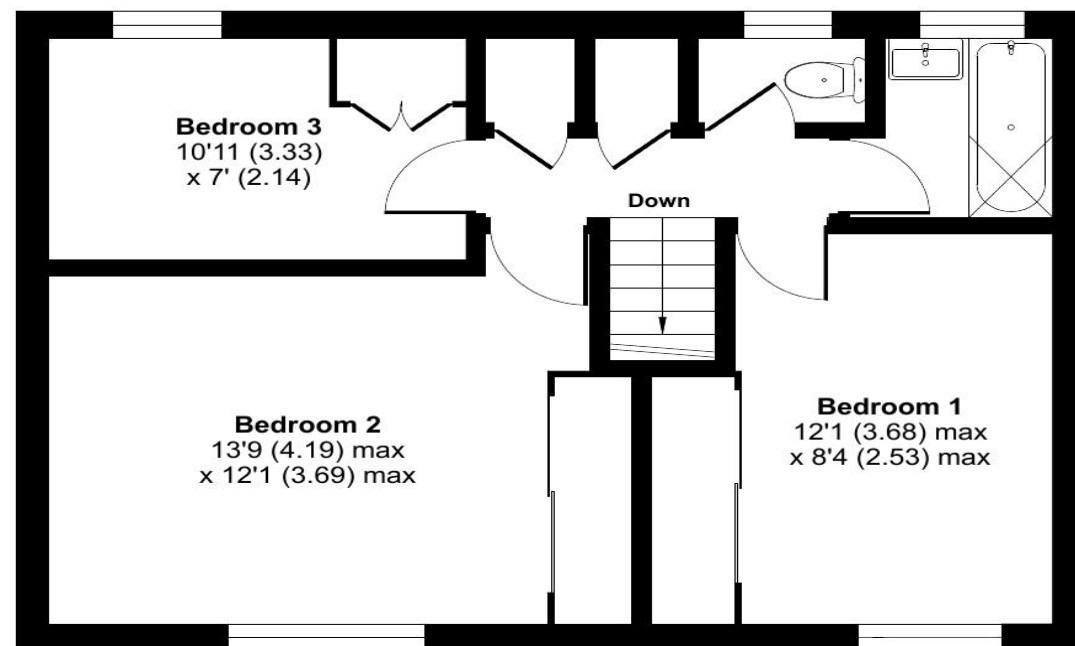 Bedroom 3
10'11 (3.33)
x 7' (2.14)
Down
Bedroom 2
13'9 (4.19) max
x 12'1 (3.69) max
Bedroom 1
12'1 (3.68) max
x 8'4 (2.53) max